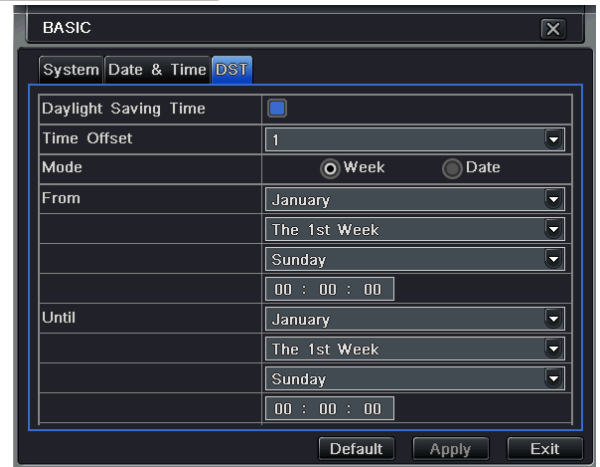 BASIC
System Date & Time DST
Daylight Saving Time
Time Offset 1
Mode Week Date
From January
The 1st Week
Sunday
00 : 00 : 00
Until January
The 1st Week
Sunday
00 : 00 : 00
Default Apply Exit